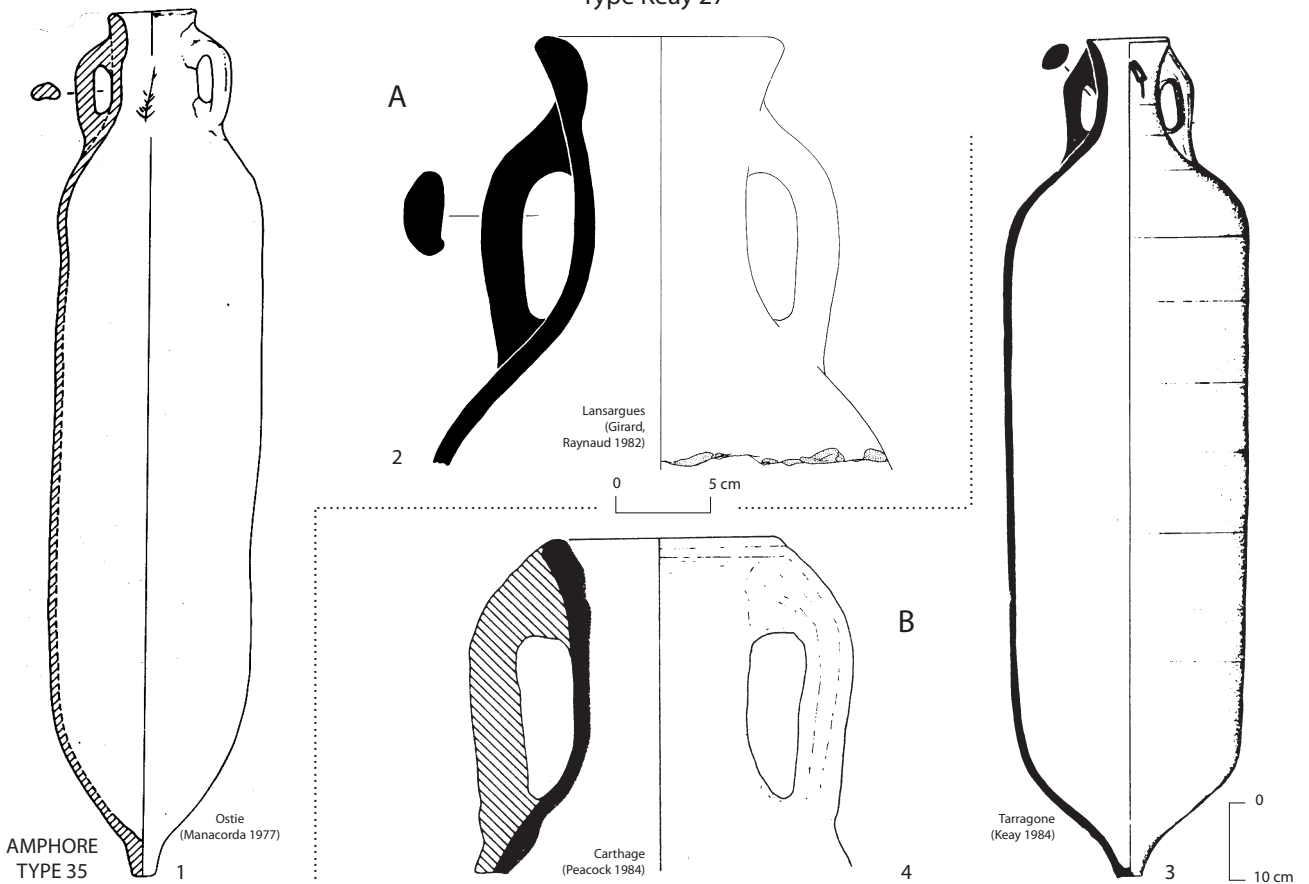 Type Keay 27
A
Lansargues
(Girard,
Raynaud 1982)
2
0 5 cm
B
Ostie
(Manacorda 1977)
AMPHORE
TYPE 35
1
Carthage
(Peacock 1984)
4
Tarragone
(Keay 1984)
3
0
10 cm